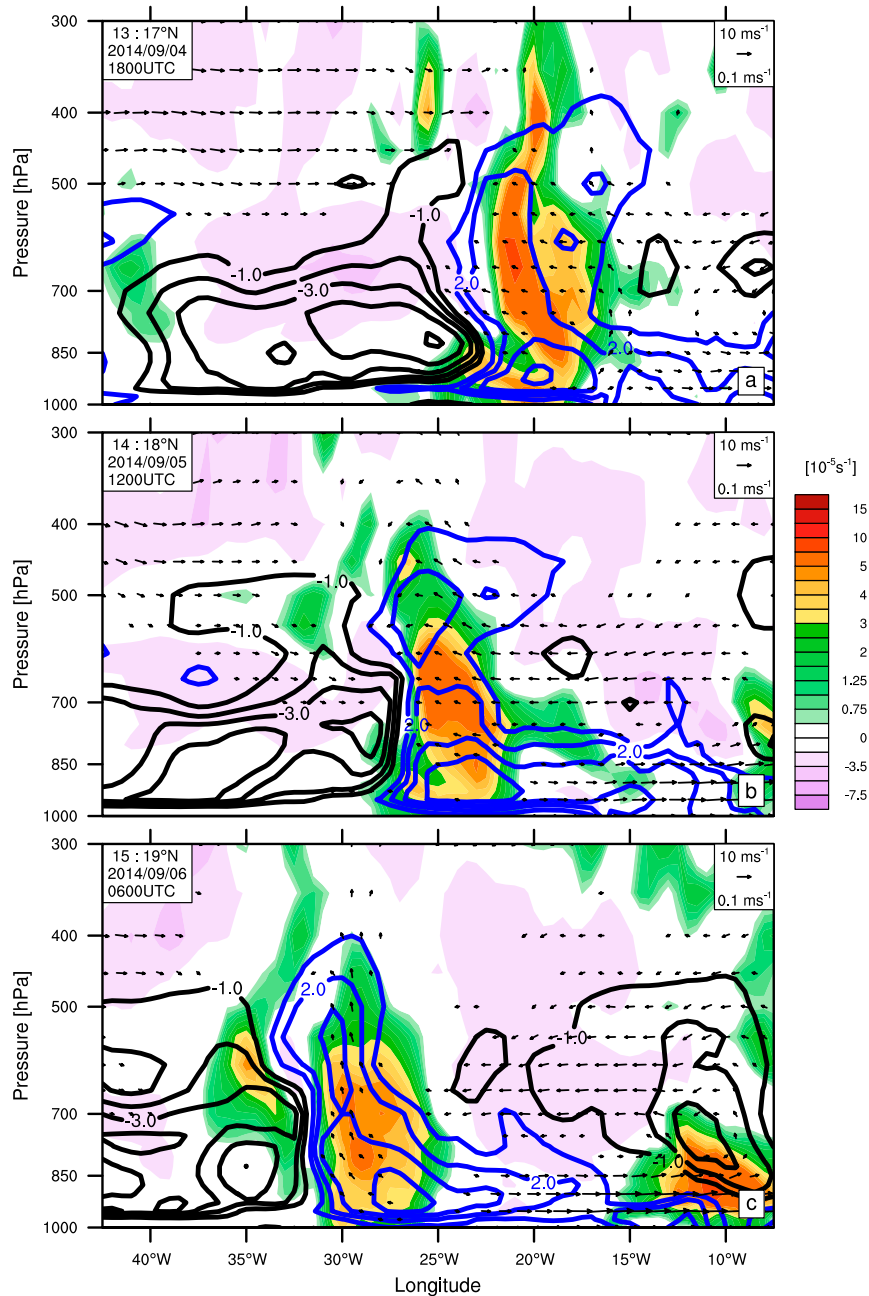 300
13 : 17°N
2014/09/04
1800UTC
10 ms⁻¹
0.1 ms⁻¹
400
500
-1.0
-1.0
-3.0
2.0
2.0
700
850
1000
Pressure [hPa]
a
300
14 : 18°N
2014/09/05
1200UTC
10 ms⁻¹
0.1 ms⁻¹
400
500
-1.0
-1.0
-3.0
2.0
2.0
700
850
1000
Pressure [hPa]
b
[10⁻⁵s⁻¹]
15
10
5
4
3
2
1.25
0.75
0
-3.5
-7.5
300
15 : 19°N
2014/09/06
0600UTC
10 ms⁻¹
0.1 ms⁻¹
400
500
-1.0
2.0
-1.0
-3.0
-1.0
2.0
700
850
1000
Pressure [hPa]
c
40°W 35°W 30°W 25°W 20°W 15°W 10°W
Longitude